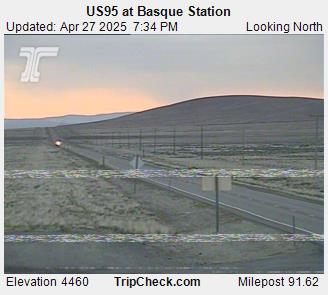 US95 at Basque Station
Updated: Apr 27 2025 7:34 PM Looking North
Elevation 4460 TripCheck.com Milepost 91.62